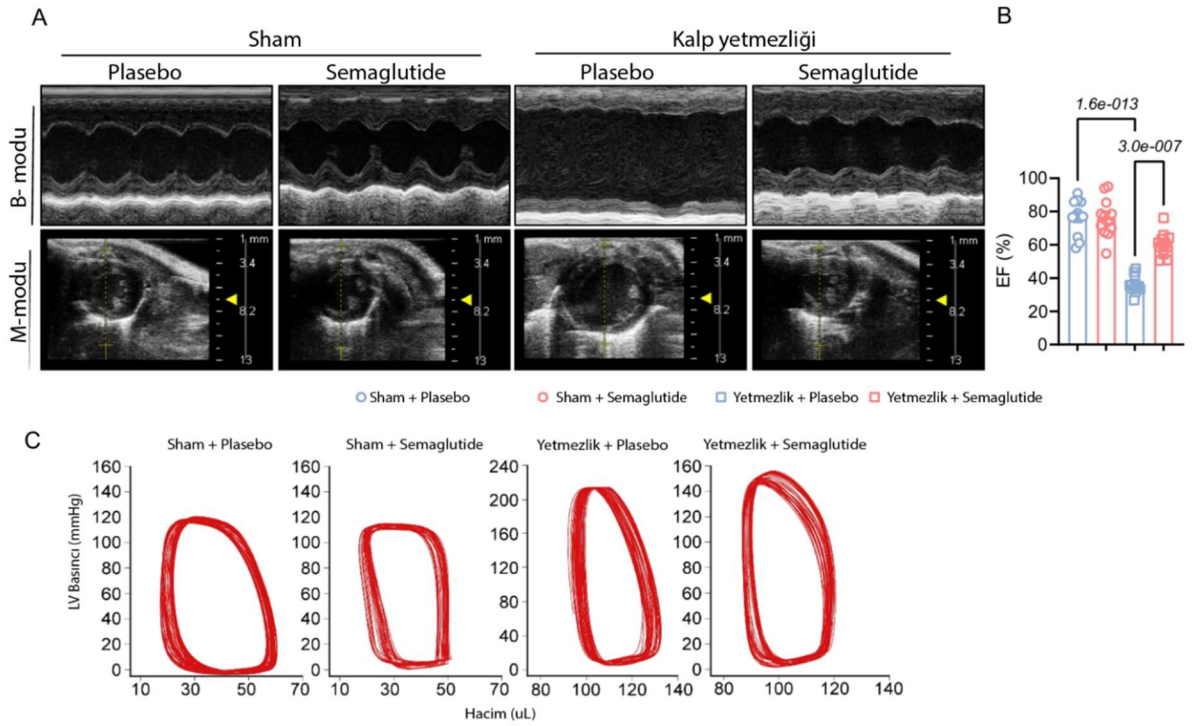 A
B
Sham
Kalp yetmezliği
Plasebo
Semaglutide
Plasebo
Semaglutide
B- modu
M-modu
1 mm
3.4
8.2
13
1 mm
3.4
8.2
13
1 mm
3.4
8.2
13
1 mm
3.4
8.2
13
1.6e-013
3.0e-007
EF (%)
100
80
60
40
20
0
Sham + Plasebo
Sham + Semaglutide
Yetmezlik + Plasebo
Yetmezlik + Semaglutide
C
Sham + Plasebo
Sham + Semaglutide
Yetmezlik + Plasebo
Yetmezlik + Semaglutide
LV Basıncı (mmHg)
160
140
120
100
80
60
40
20
0
10 30 50 70
160
140
120
100
80
60
40
20
0
10 30 50 70
240
200
160
120
80
40
0
80 100 120 140
160
140
120
100
80
60
40
20
0
80 100 120 140
Hacim (uL)